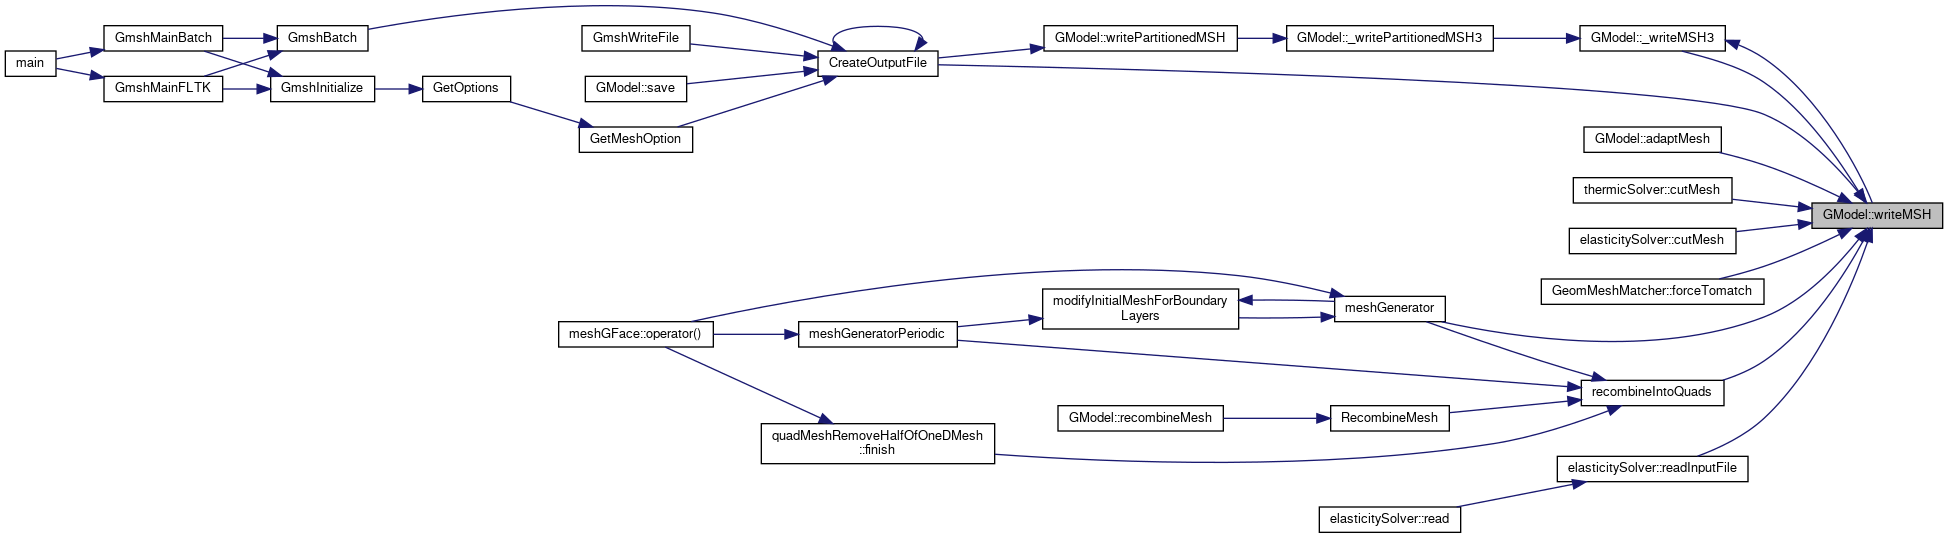 main
GmshMainBatch
GmshMainFLTK
GmshBatch
GmshInitialize
GetOptions
GmshWriteFile
GModel::save
GetMeshOption
CreateOutputFile
GModel::writePartitionedMSH
GModel::_writePartitionedMSH3
GModel::_writeMSH3
GModel::adaptMesh
thermicSolver::cutMesh
GModel::writeMSH
elasticitySolver::cutMesh
GeomMeshMatcher::forceTomatch
modifyInitialMeshForBoundary
Layers
meshGenerator
meshGFace::operator()
meshGeneratorPeriodic
recombineIntoQuads
GModel::recombineMesh
RecombineMesh
quadMeshRemoveHalfOfOneDMesh
::finish
elasticitySolver::readInputFile
elasticitySolver::read